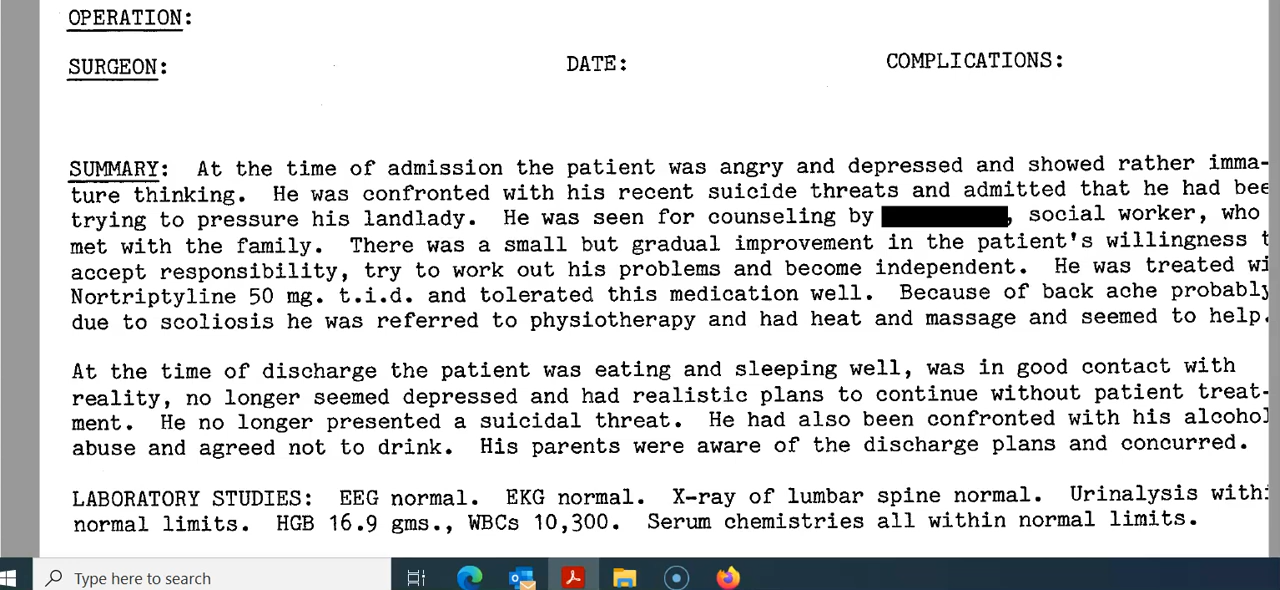 OPERATION:
SURGEON: DATE: COMPLICATIONS:
SUMMARY: At the time of admission the patient was angry and depressed and showed rather imma-
ture thinking. He was confronted with his recent suicide threats and admitted that he had bee
trying to pressure his landlady. He was seen for counseling by , social worker, who
met with the family. There was a small but gradual improvement in the patient's willingness t
accept responsibility, try to work out his problems and become independent. He was treated wi
Nortriptyline 50 mg. t.i.d. and tolerated this medication well. Because of back ache probably
due to scoliosis he was referred to physiotherapy and had heat and massage and seemed to help.
At the time of discharge the patient was eating and sleeping well, was in good contact with
reality, no longer seemed depressed and had realistic plans to continue without patient treat-
ment. He no longer presented a suicidal threat. He had also been confronted with his alcohol
abuse and agreed not to drink. His parents were aware of the discharge plans and concurred.
LABORATORY STUDIES: EEG normal. EKG normal. X-ray of lumbar spine normal. Urinalysis withi
normal limits. HGB 16.9 gms., WBCs 10,300. Serum chemistries all within normal limits.
Type here to search